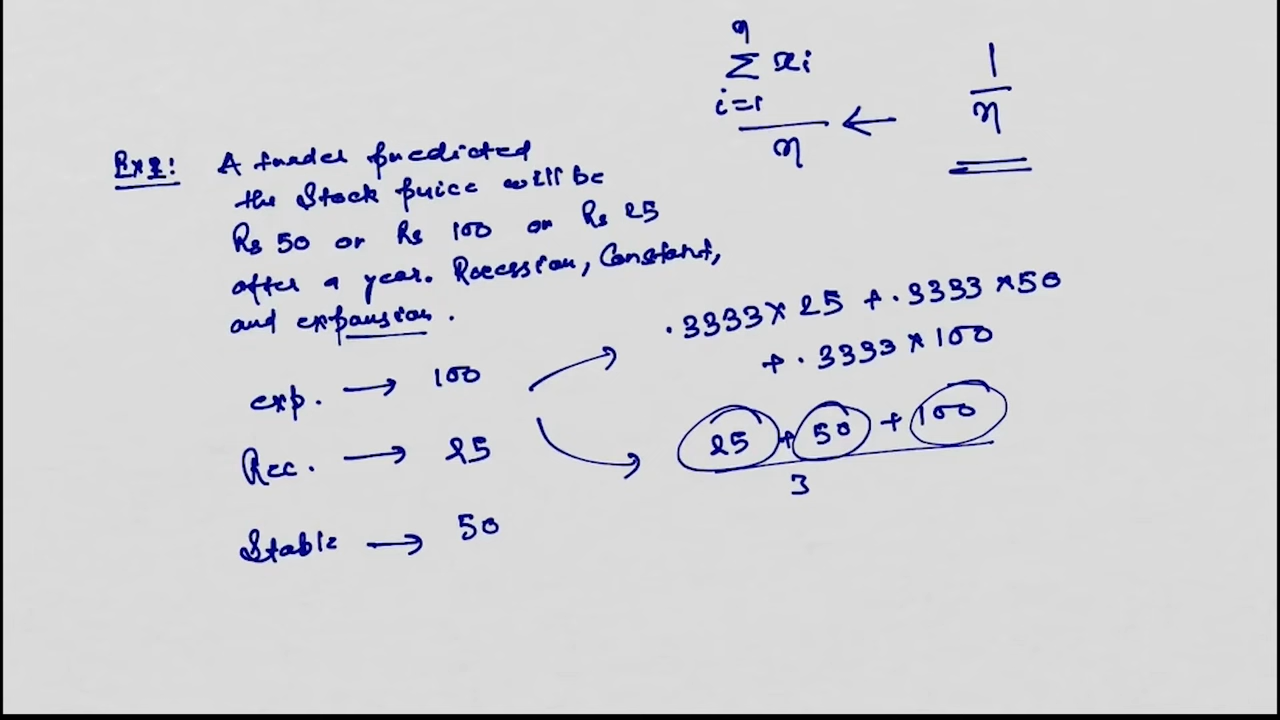 n
Σ xi
i=1
n
←
1
n
Ex 1: A trader predicted
the Stock price will be
Rs 50 or Rs 100 or Rs 25
after a year. Recession, Constant,
and expansion.
exp. → 100
Rec. → 25
Stable → 50
.3333 × 25 + .3333 × 50
+ .3333 × 100
25 + 50 + 100
3